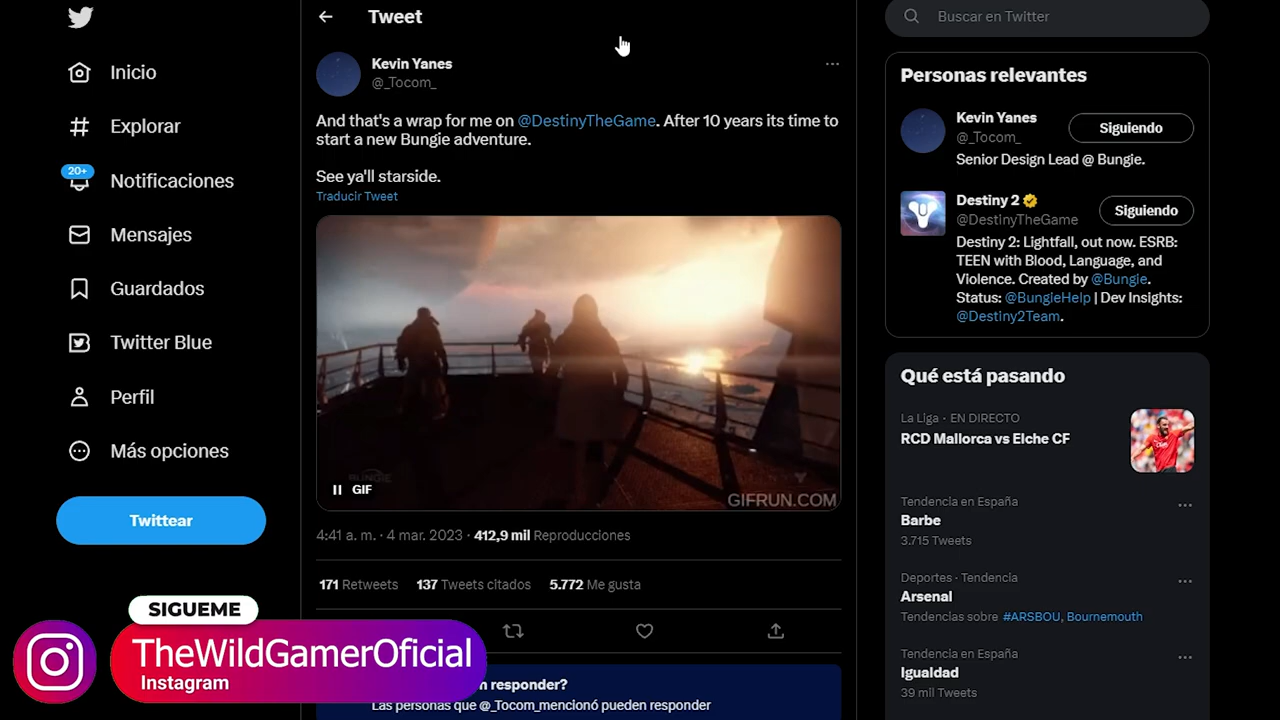 Tweet
Buscar en Twitter
Inicio
Explorar
20+
Notificaciones
Mensajes
Guardados
Twitter Blue
Perfil
Más opciones
Twittear
Kevin Yanes
@_Tocom_
And that's a wrap for me on @DestinyTheGame. After 10 years its time to
start a new Bungie adventure.
See ya'll starside.
Traducir Tweet
BUNGIE
GIF
GIFRUN.COM
4:41 a. m. · 4 mar. 2023 · 412,9 mil Reproducciones
171 Retweets 137 Tweets citados 5.772 Me gusta
n responder?
Las personas que @_Tocom_mencionó pueden responder
SIGUEME
TheWildGamerOficial
Instagram
Personas relevantes
Kevin Yanes
@_Tocom_
Siguiendo
Senior Design Lead @ Bungie.
Destiny 2
@DestinyTheGame
Siguiendo
Destiny 2: Lightfall, out now. ESRB:
TEEN with Blood, Language, and
Violence. Created by @Bungie.
Status: @BungieHelp | Dev Insights:
@Destiny2Team.
Qué está pasando
La Liga · EN DIRECTO
RCD Mallorca vs Elche CF
Tendencia en España
Barbe
3.715 Tweets
Deportes · Tendencia
Arsenal
Tendencias sobre #ARSBOU, Bournemouth
Tendencia en España
Igualdad
39 mil Tweets